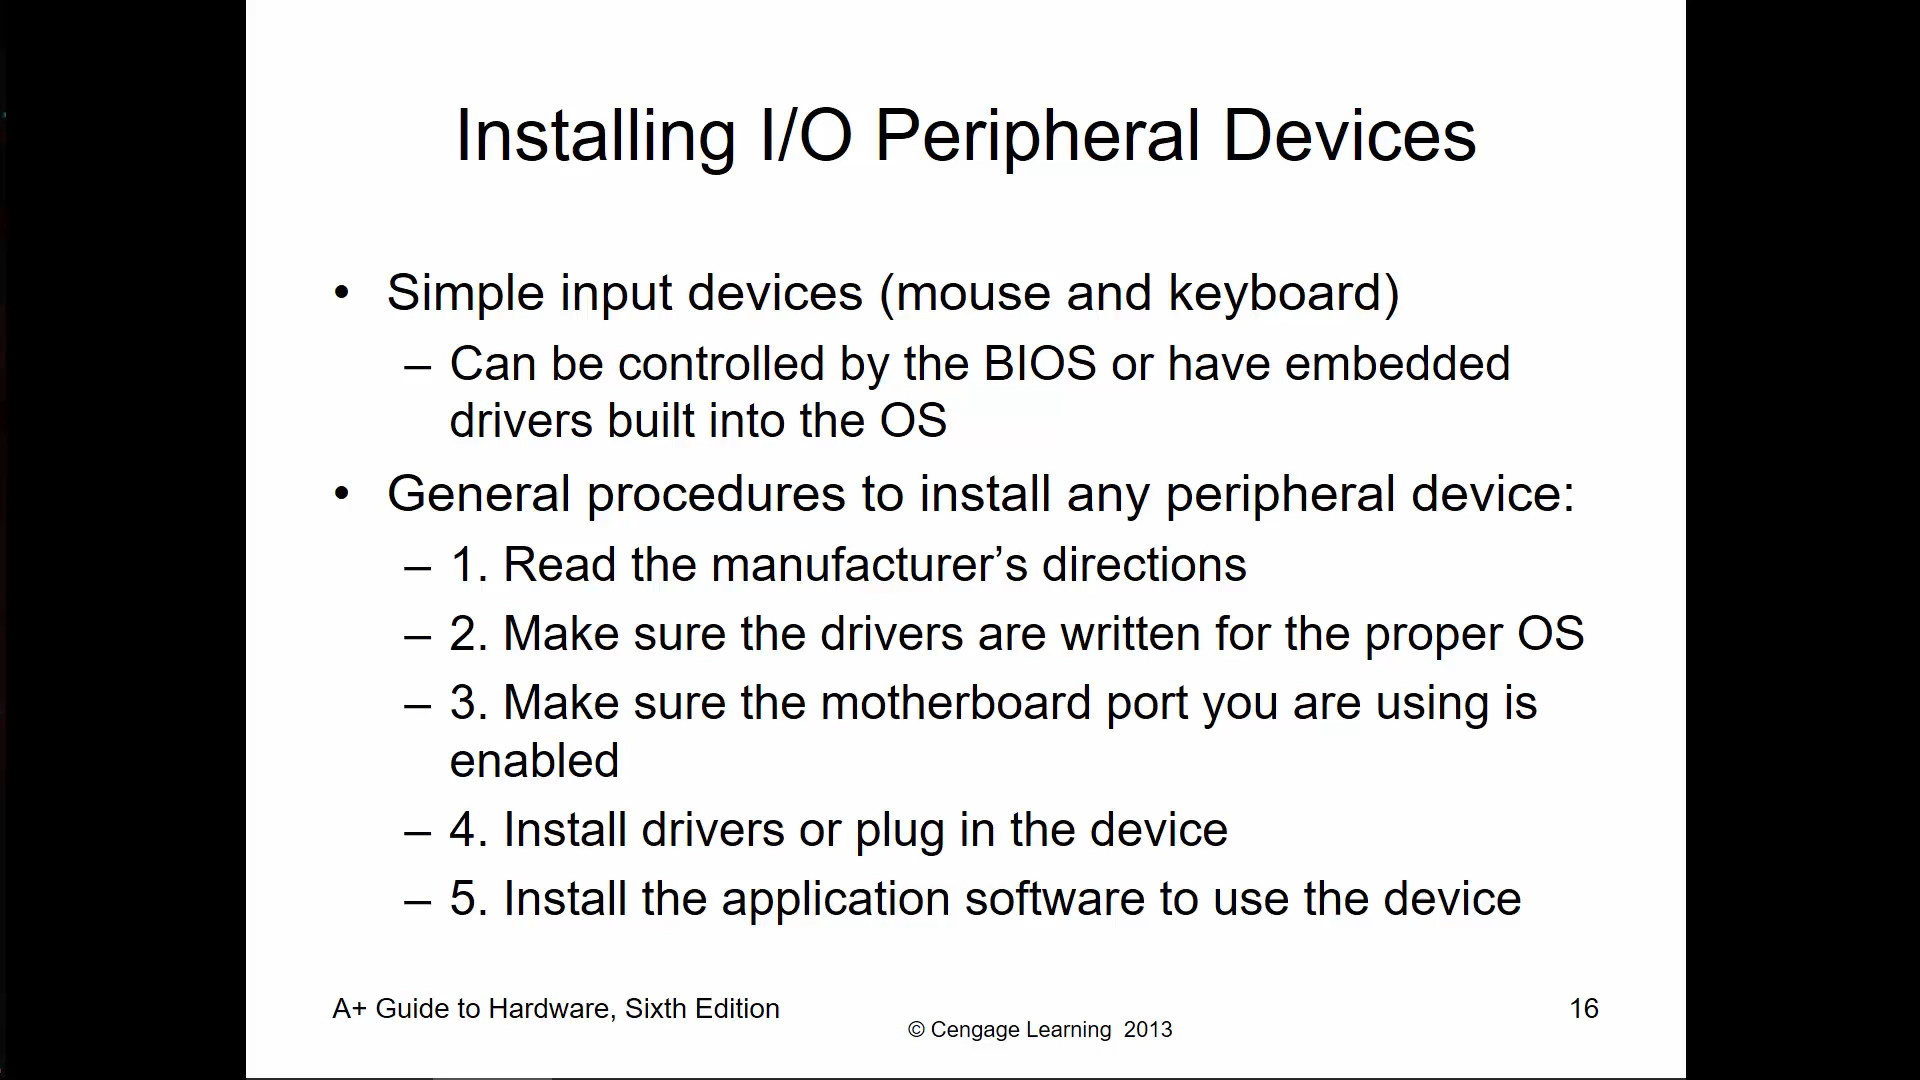 Installing I/O Peripheral Devices
• Simple input devices (mouse and keyboard)
– Can be controlled by the BIOS or have embedded
drivers built into the OS
• General procedures to install any peripheral device:
– 1. Read the manufacturer’s directions
– 2. Make sure the drivers are written for the proper OS
– 3. Make sure the motherboard port you are using is
enabled
– 4. Install drivers or plug in the device
– 5. Install the application software to use the device
A+ Guide to Hardware, Sixth Edition
© Cengage Learning 2013
16